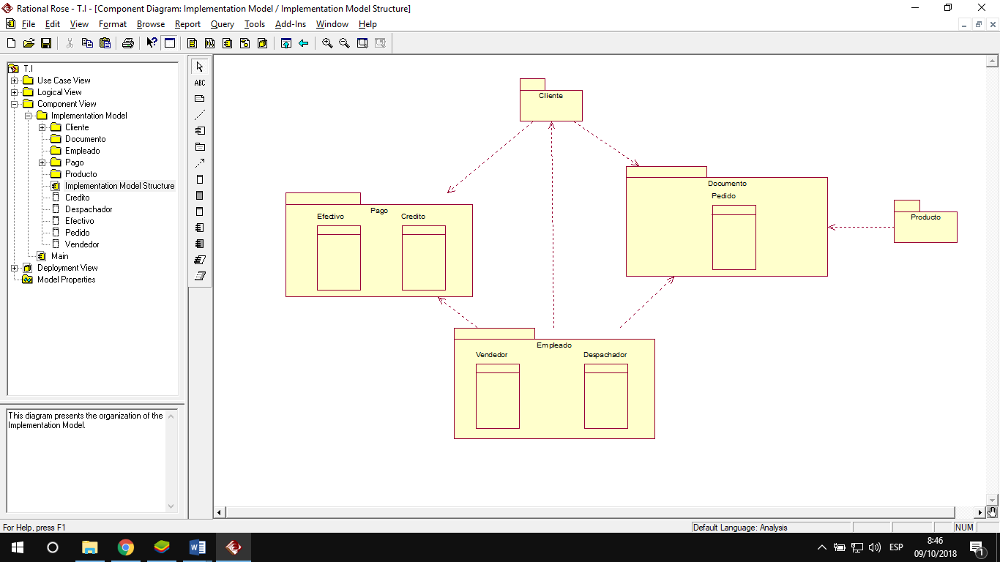 Rational Rose - T.I - [Component Diagram: Implementation Model / Implementation Model Structure]
File Edit View Format Browse Report Query Tools Add-Ins Window Help
T.I
Use Case View
Logical View
Component View
Implementation Model
Cliente
Documento
Empleado
Pago
Producto
Implementation Model Structure
Credito
Despachador
Efectivo
Pedido
Vendedor
Main
Deployment View
Model Properties
This diagram presents the organization of the
Implementation Model.
ABC
Cliente
Documento
Pedido
Producto
Pago
Efectivo Credito
Empleado
Vendedor Despachador
For Help, press F1
Default Language: Analysis
NUM
ESP
8:46
09/10/2018
1